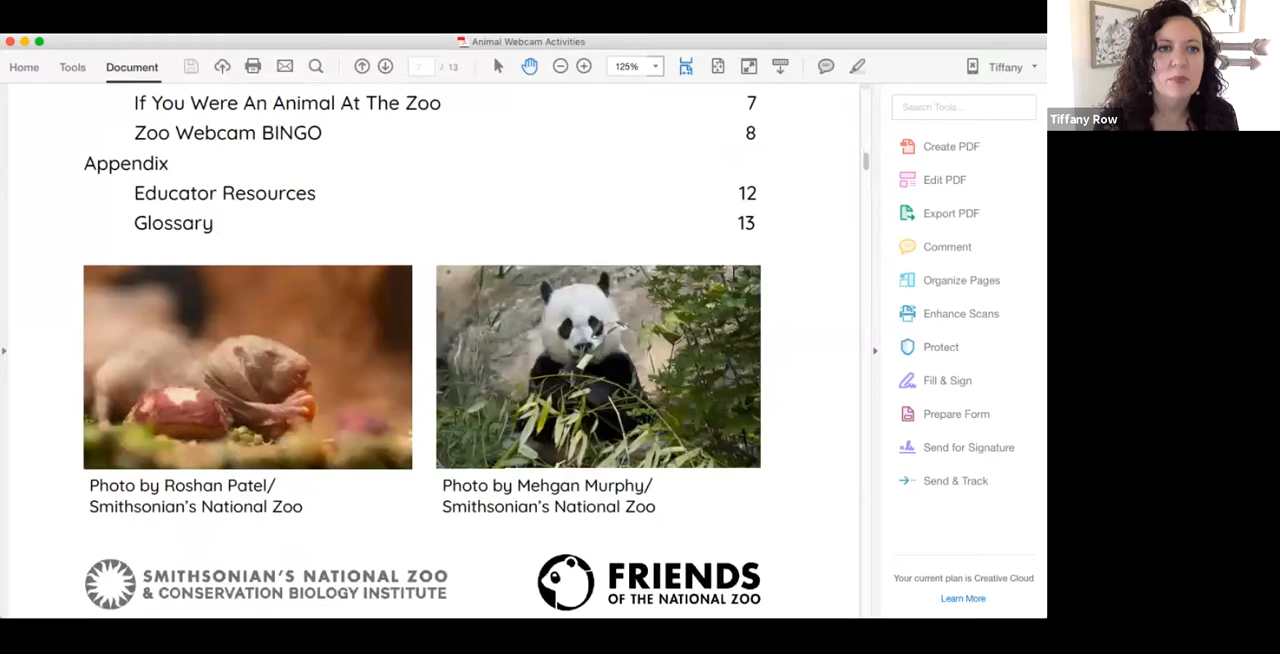 Animal Webcam Activities
Home Tools Document
/ 13
125%
Tiffany
If You Were An Animal At The Zoo 7
Zoo Webcam BINGO 8
Appendix
Educator Resources 12
Glossary 13
Photo by Roshan Patel/
Smithsonian's National Zoo
Photo by Mehgan Murphy/
Smithsonian's National Zoo
SMITHSONIAN'S NATIONAL ZOO
& CONSERVATION BIOLOGY INSTITUTE
FRIENDS
OF THE NATIONAL ZOO
Search Tools...
Create PDF
Edit PDF
Export PDF
Comment
Organize Pages
Enhance Scans
Protect
Fill & Sign
Prepare Form
Send for Signature
Send & Track
Your current plan is Creative Cloud
Learn More
Tiffany Row